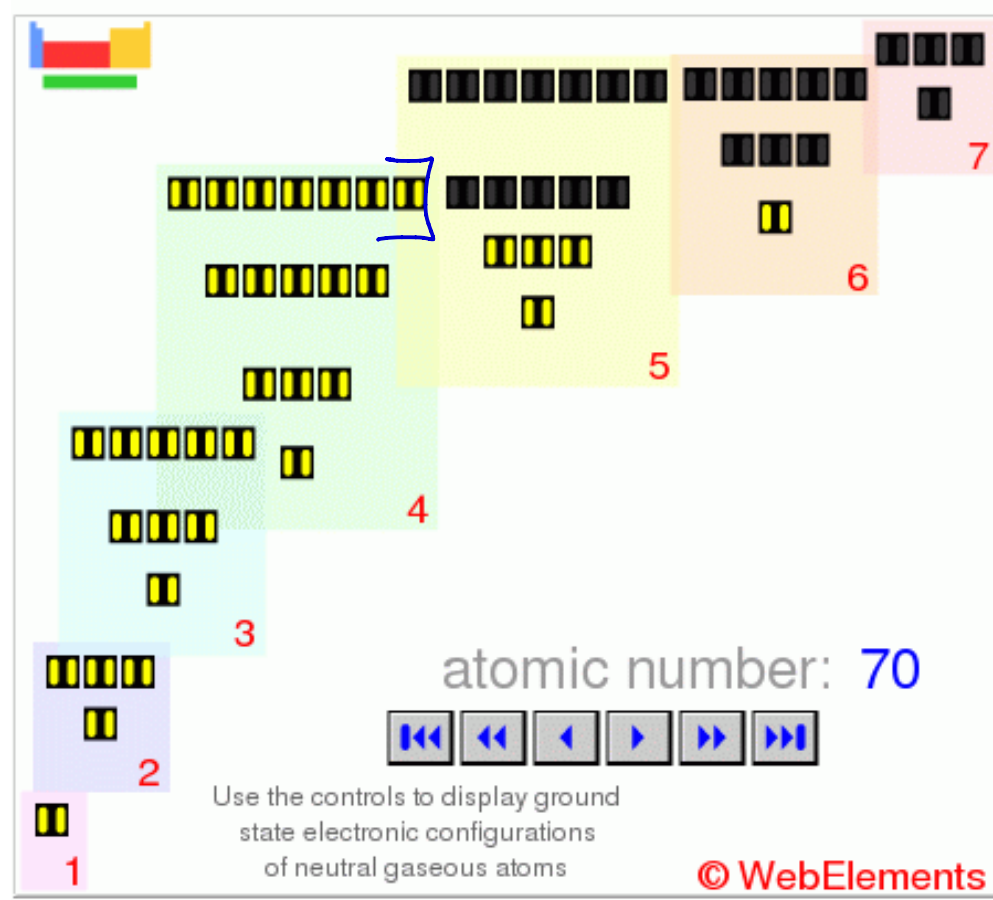 7
6
5
4
3
atomic number: 70
2
Use the controls to display ground
state electronic configurations
of neutral gaseous atoms
1
© WebElements